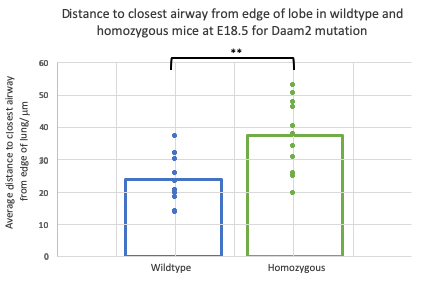 Distance to closest airway from edge of lobe in wildtype and
homozygous mice at E18.5 for Daam2 mutation
**
Average distance to closest airway
from edge of lung/ µm
60
50
40
30
20
10
0
Wildtype
Homozygous